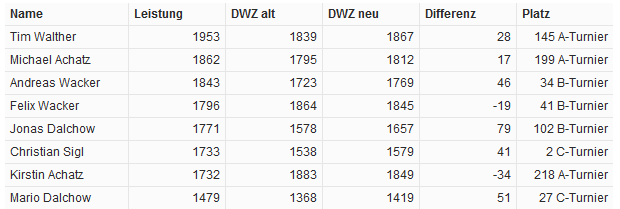 Name Leistung DWZ alt DWZ neu Differenz Platz
Tim Walther 1953 1839 1867 28 145 A-Turnier
Michael Achatz 1862 1795 1812 17 199 A-Turnier
Andreas Wacker 1843 1723 1769 46 34 B-Turnier
Felix Wacker 1796 1864 1845 -19 41 B-Turnier
Jonas Dalchow 1771 1578 1657 79 102 B-Turnier
Christian Sigl 1733 1538 1579 41 2 C-Turnier
Kirstin Achatz 1732 1883 1849 -34 218 A-Turnier
Mario Dalchow 1479 1368 1419 51 27 C-Turnier